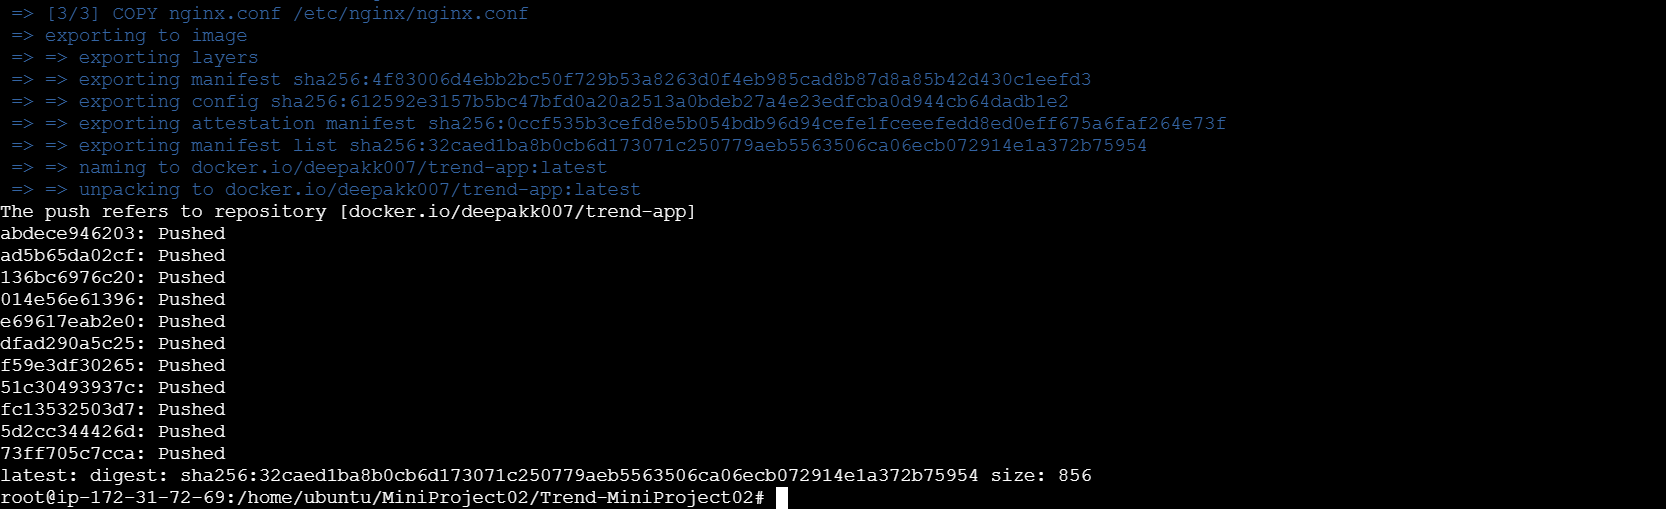 => [3/3] COPY nginx.conf /etc/nginx/nginx.conf
=> exporting to image
=> => exporting layers
=> => exporting manifest sha256:4f83006d4ebb2bc50f729b53a8263d0f4eb985cad8b87d8a85b42d430c1eefd3
=> => exporting config sha256:612592e3157b5bc47bfd0a20a2513a0bdeb27a4e23edfcba0d944cb64dadb1e2
=> => exporting attestation manifest sha256:0ccf535b3cefd8e5b054bdb96d94cefe1fceeefedd8ed0eff675a6faf264e73f
=> => exporting manifest list sha256:32caed1ba8b0cb6d173071c250779aeb5563506ca06ecb072914e1a372b75954
=> => naming to docker.io/deepakk007/trend-app:latest
=> => unpacking to docker.io/deepakk007/trend-app:latest
The push refers to repository [docker.io/deepakk007/trend-app]
abdece946203: Pushed
ad5b65da02cf: Pushed
136bc6976c20: Pushed
014e56e61396: Pushed
e69617eab2e0: Pushed
dfad290a5c25: Pushed
f59e3df30265: Pushed
51c30493937c: Pushed
fc13532503d7: Pushed
5d2cc344426d: Pushed
73ff705c7cca: Pushed
latest: digest: sha256:32caed1ba8b0cb6d173071c250779aeb5563506ca06ecb072914e1a372b75954 size: 856
root@ip-172-31-72-69:/home/ubuntu/MiniProject02/Trend-MiniProject02#